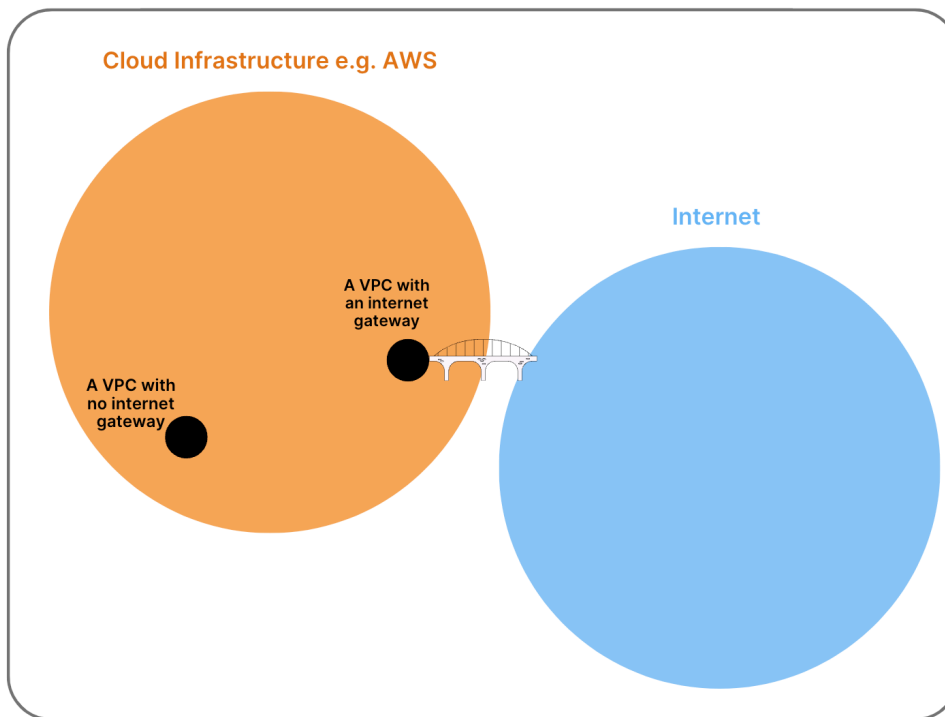 Cloud Infrastructure e.g. AWS
Internet
A VPC with
an internet
gateway
A VPC with
no internet
gateway